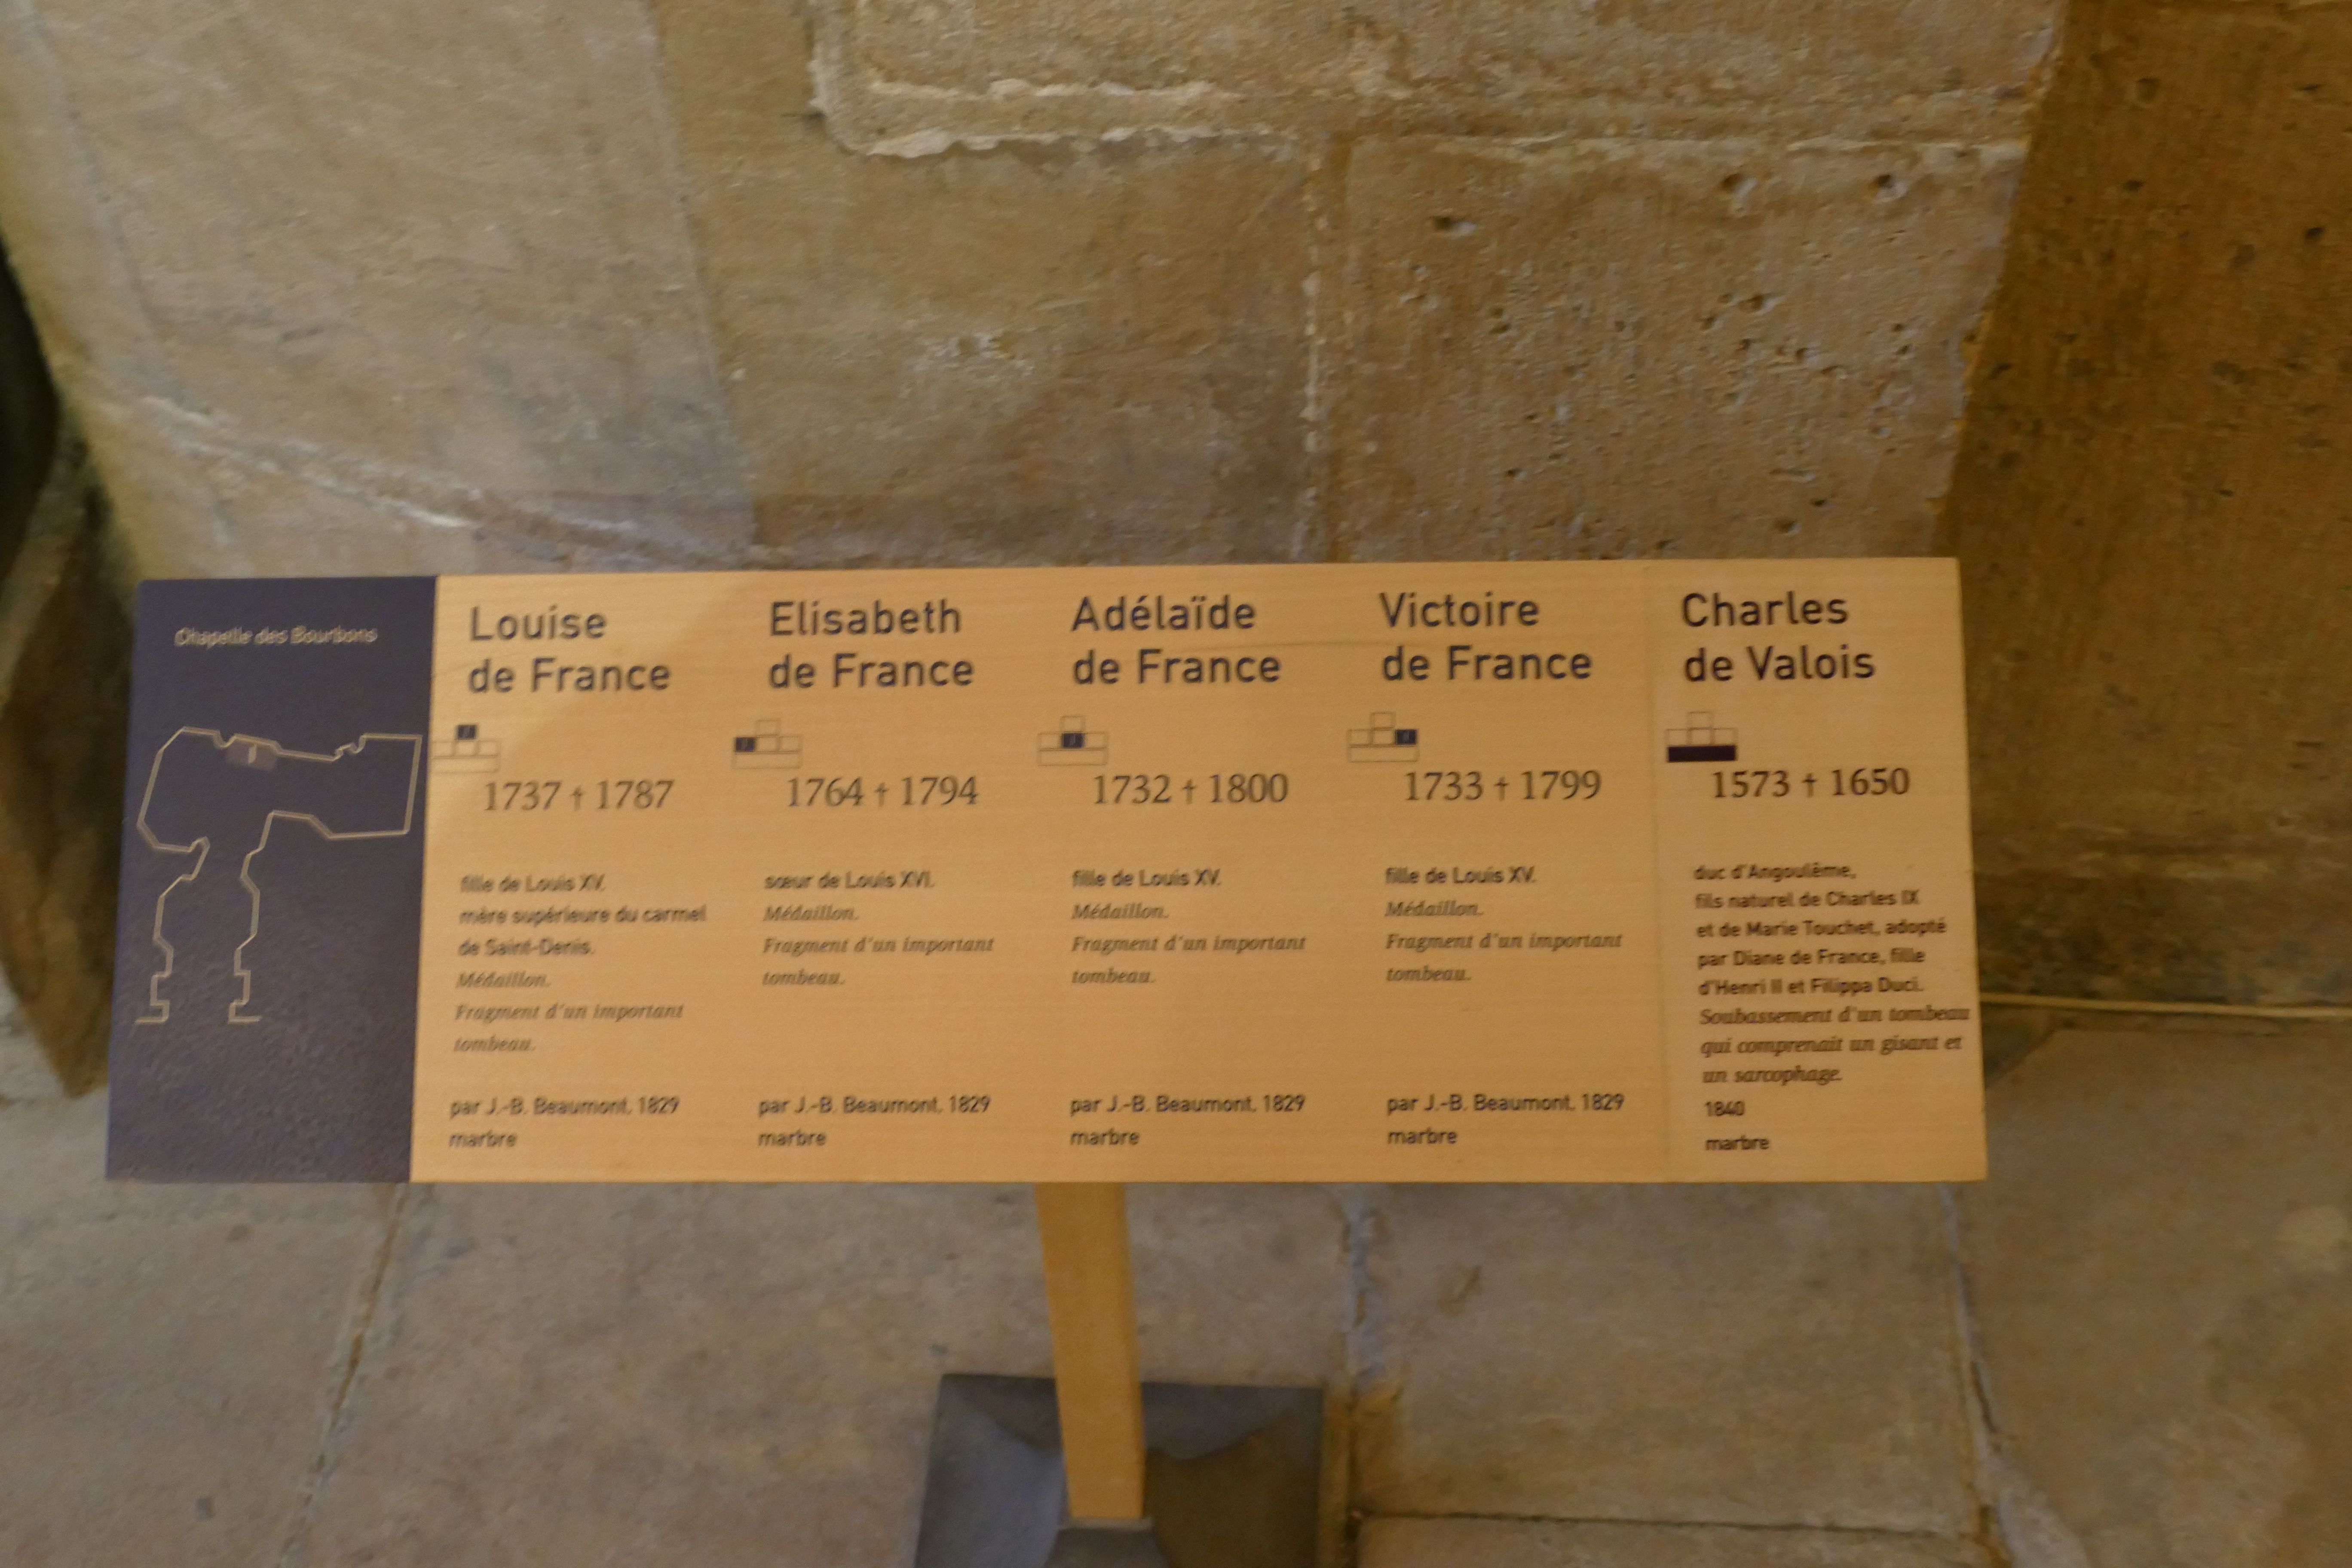 Chapelle des Bourbons
Louise
de France
1737 † 1787
fille de Louis XV,
mère supérieure du carmel
de Saint-Denis.
Médaillon.
Fragment d'un important
tombeau.
par J.-B. Beaumont, 1829
marbre
Elisabeth
de France
1764 † 1794
sœur de Louis XVI.
Médaillon.
Fragment d'un important
tombeau.
par J.-B. Beaumont, 1829
marbre
Adélaïde
de France
1732 † 1800
fille de Louis XV.
Médaillon.
Fragment d'un important
tombeau.
par J.-B. Beaumont, 1829
marbre
Victoire
de France
1733 † 1799
fille de Louis XV.
Médaillon.
Fragment d'un important
tombeau.
par J.-B. Beaumont, 1829
marbre
Charles
de Valois
1573 † 1650
duc d'Angoulême,
fils naturel de Charles IX
et de Marie Touchet, adopté
par Diane de France, fille
d'Henri II et Filippa Duci.
Soubassement d'un tombeau
qui comprenait un gisant et
un sarcophage.
1840
marbre